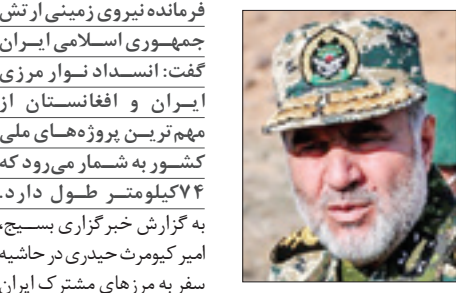 فرمانده نیروی زمینی ارتش
جمهوری اسلامی ایران
گفت: انسداد نوار مرزی
ایران و افغانستان از
مهم‌ترین پروژه‌های ملی
کشور به شمار می‌رود که
۷۴کیلومتر طول دارد.
به گزارش خبرگزاری بسیج،
امیر کیومرث حیدری در حاشیه
سفر به مرزهای مشترک ایران